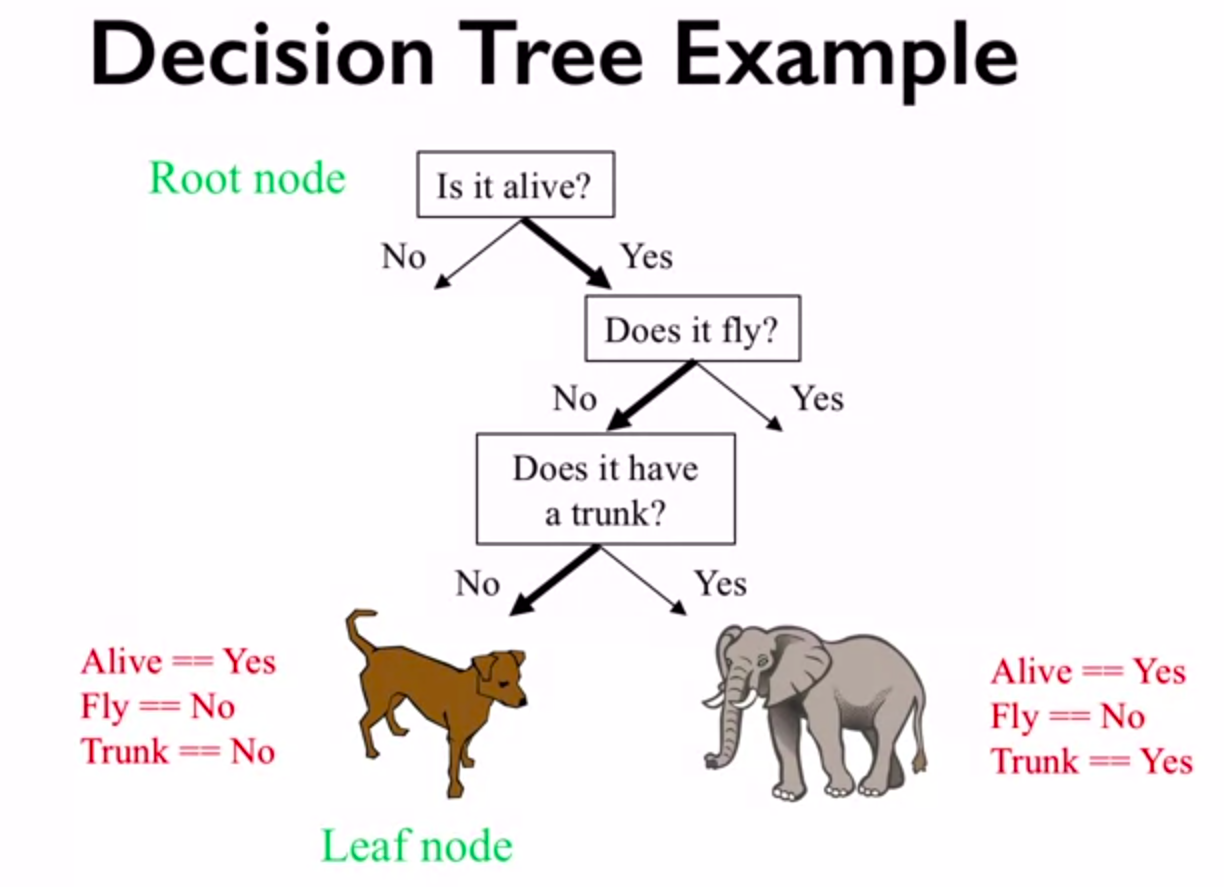 Decision Tree Example
Root node
Is it alive?
No
Yes
Does it fly?
No
Yes
Does it have
a trunk?
No
Yes
Alive == Yes
Fly == No
Trunk == No
Alive == Yes
Fly == No
Trunk == Yes
Leaf node